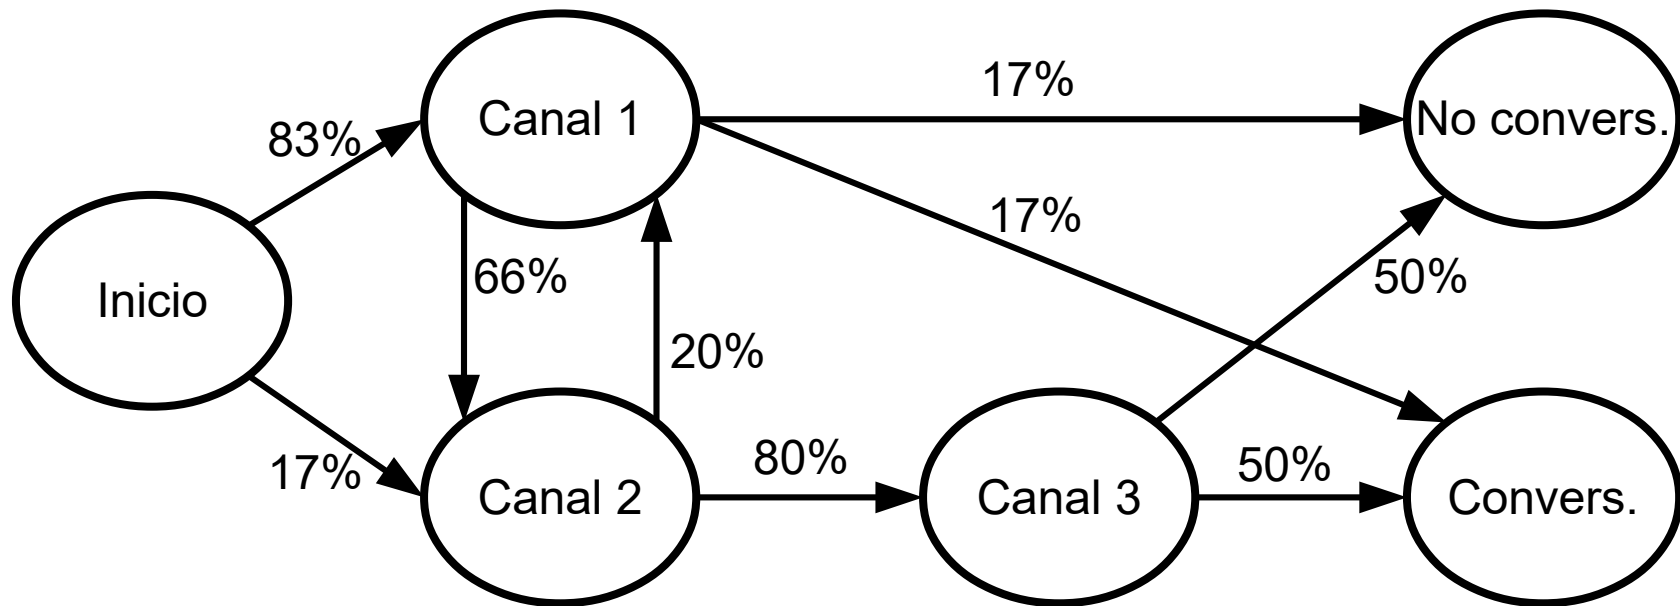 Canal 1
17%
No convers.
83%
17%
66%
50%
Inicio
20%
17%
80%
50%
Canal 2
Canal 3
Convers.